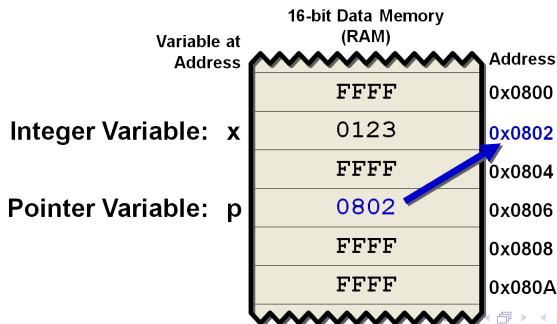 16-bit Data Memory
(RAM)
Variable at
Address
Address
FFFF 0x0800
Integer Variable: x 0123 0x0802
FFFF 0x0804
Pointer Variable: p 0802 0x0806
FFFF 0x0808
FFFF 0x080A